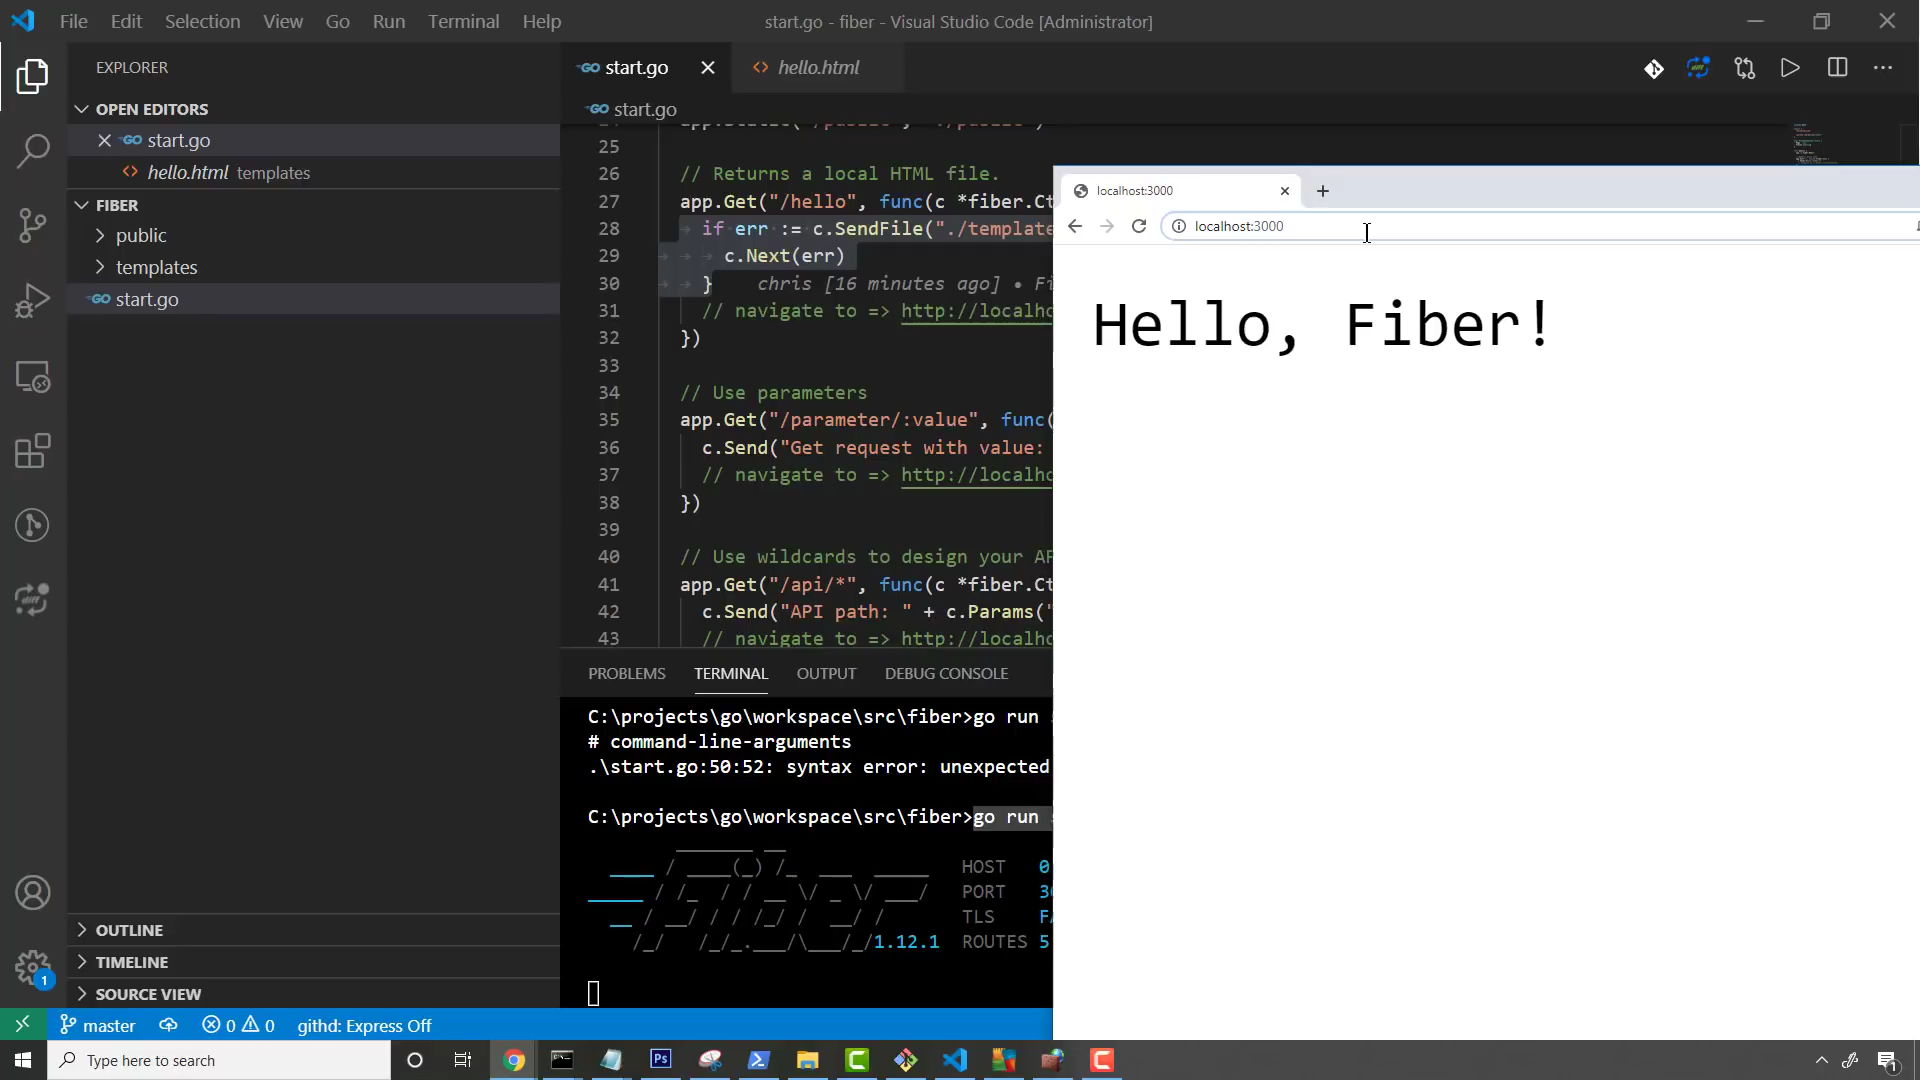 File Edit Selection View Go Run Terminal Help
start.go - fiber - Visual Studio Code [Administrator]
EXPLORER
OPEN EDITORS
start.go
hello.html templates
FIBER
public
templates
start.go
OUTLINE
TIMELINE
SOURCE VIEW
start.go
hello.html
start.go
25
26 // Returns a local HTML file.
27 app.Get("/hello", func(c *fiber.Ct
28 if err := c.SendFile("./template
29 c.Next(err)
30 } chris [16 minutes ago] • Fi
31 // navigate to => http://localho
32 })
33
34 // Use parameters
35 app.Get("/parameter/:value", func(
36 c.Send("Get request with value:
37 // navigate to => http://localho
38 })
39
40 // Use wildcards to design your AP
41 app.Get("/api/*", func(c *fiber.Ct
42 c.Send("API path: " + c.Params("
43 // navigate to => http://localho
PROBLEMS TERMINAL OUTPUT DEBUG CONSOLE
C:\projects\go\workspace\src\fiber>go run
# command-line-arguments
.\start.go:50:52: syntax error: unexpected
C:\projects\go\workspace\src\fiber>go run
HOST 0
PORT 30
TLS FA
1.12.1 ROUTES 5
localhost:3000
localhost:3000
Hello, Fiber!
1
master 0 0 githd: Express Off
Type here to search